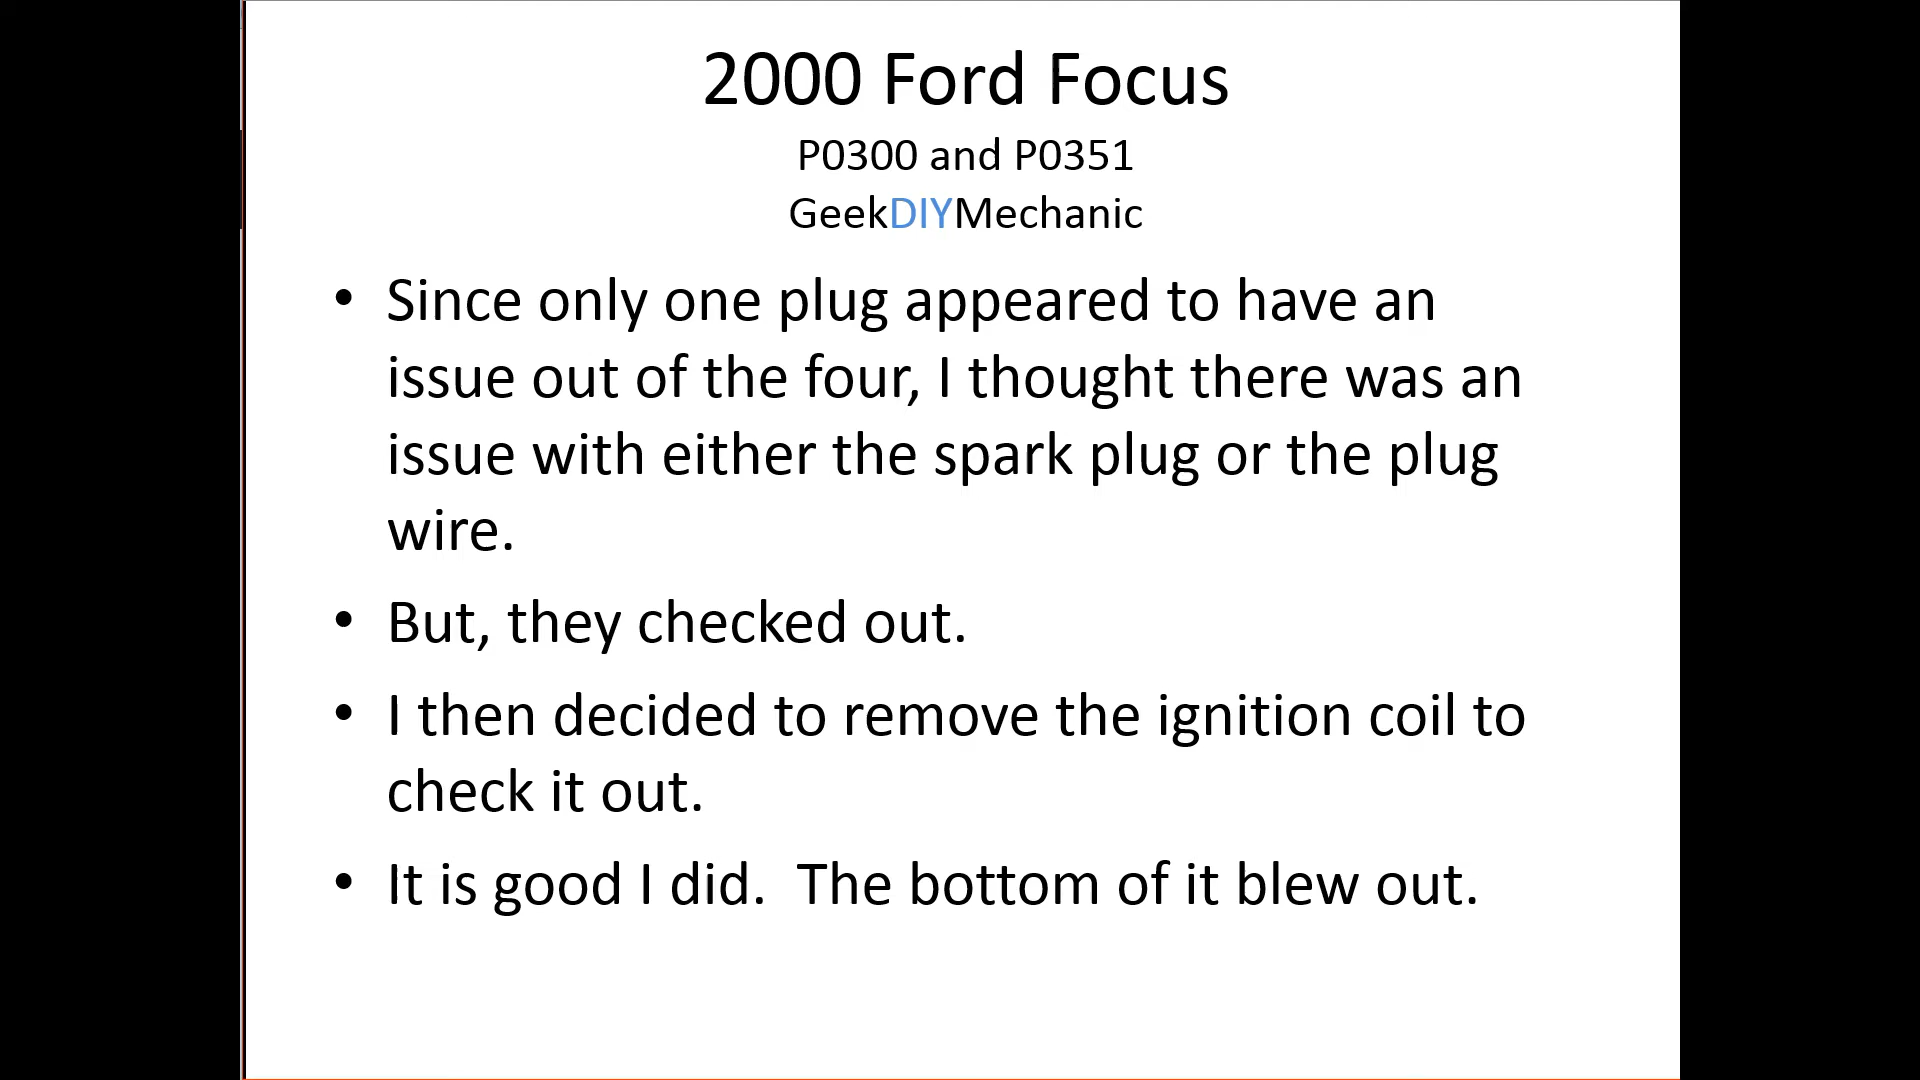 2000 Ford Focus
P0300 and P0351
GeekDIYMechanic
• Since only one plug appeared to have an
issue out of the four, I thought there was an
issue with either the spark plug or the plug
wire.
• But, they checked out.
• I then decided to remove the ignition coil to
check it out.
• It is good I did.  The bottom of it blew out.